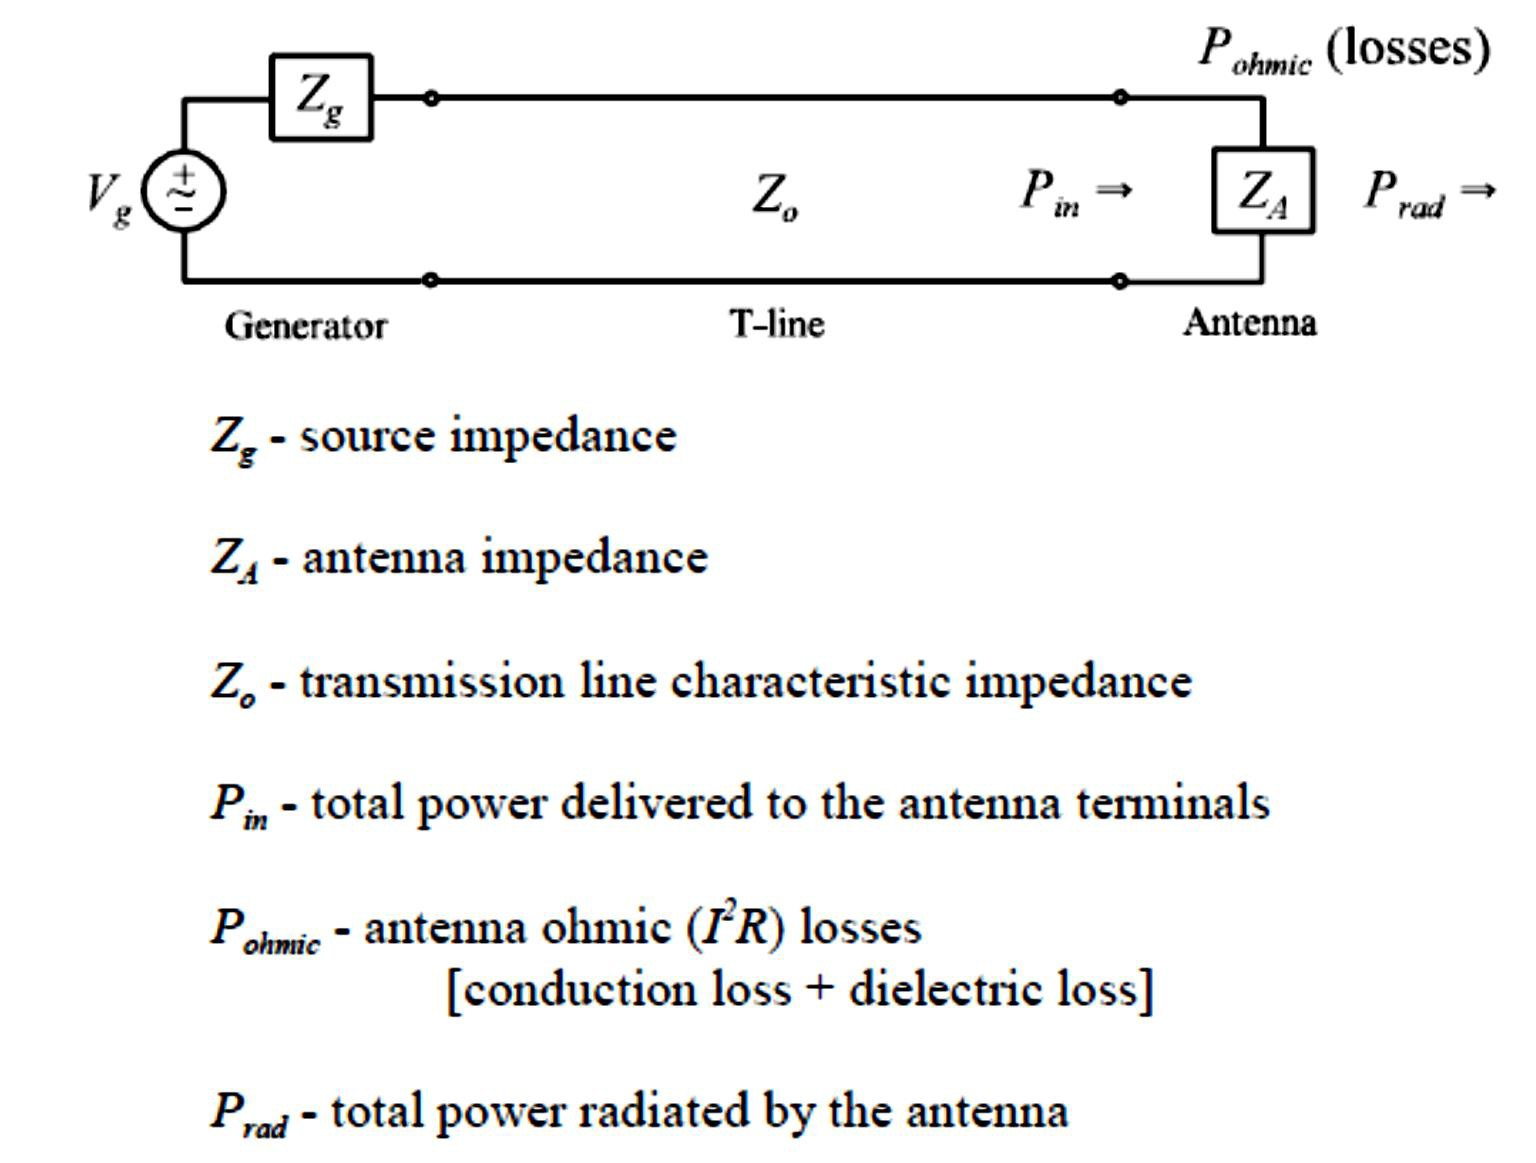 P_ohmic (losses)
Z_g
V_g
+
~
-
Z_o
P_in ⇒
Z_A
P_rad ⇒
Generator
T-line
Antenna
Z_g - source impedance
Z_A - antenna impedance
Z_o - transmission line characteristic impedance
P_in - total power delivered to the antenna terminals
P_ohmic - antenna ohmic (I²R) losses
[conduction loss + dielectric loss]
P_rad - total power radiated by the antenna